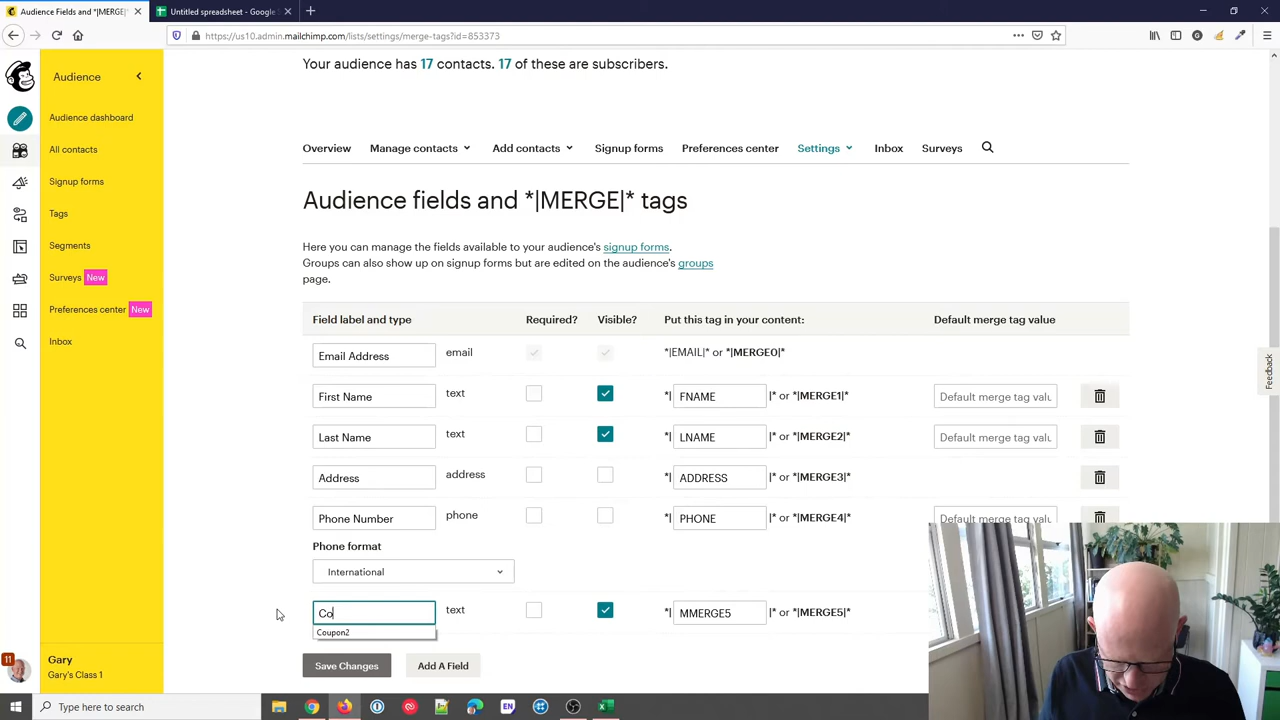 Audience Fields and *|MERGE|*
Untitled spreadsheet - Google
https://us10.admin.mailchimp.com/lists/settings/merge-tags?id=853373
Audience
Audience dashboard
All contacts
Signup forms
Tags
Segments
Surveys New
Preferences center New
Inbox
11
Gary
Gary's Class 1
Your audience has 17 contacts. 17 of these are subscribers.
Overview Manage contacts Add contacts Signup forms Preferences center Settings Inbox Surveys
Audience fields and *|MERGE|* tags
Here you can manage the fields available to your audience's signup forms.
Groups can also show up on signup forms but are edited on the audience's groups
page.
Field label and type Required? Visible? Put this tag in your content: Default merge tag value
Email Address email *|EMAIL|* or *|MERGE0|*
First Name text *| FNAME |* or *|MERGE1|* Default merge tag valu
Last Name text *| LNAME |* or *|MERGE2|* Default merge tag valu
Address address *| ADDRESS |* or *|MERGE3|*
Phone Number phone *| PHONE |* or *|MERGE4|* Default merge tag valu
Phone format
International
Co text *| MMERGE5 |* or *|MERGE5|*
Coupon2
Save Changes Add A Field
Feedback
Type here to search
EN